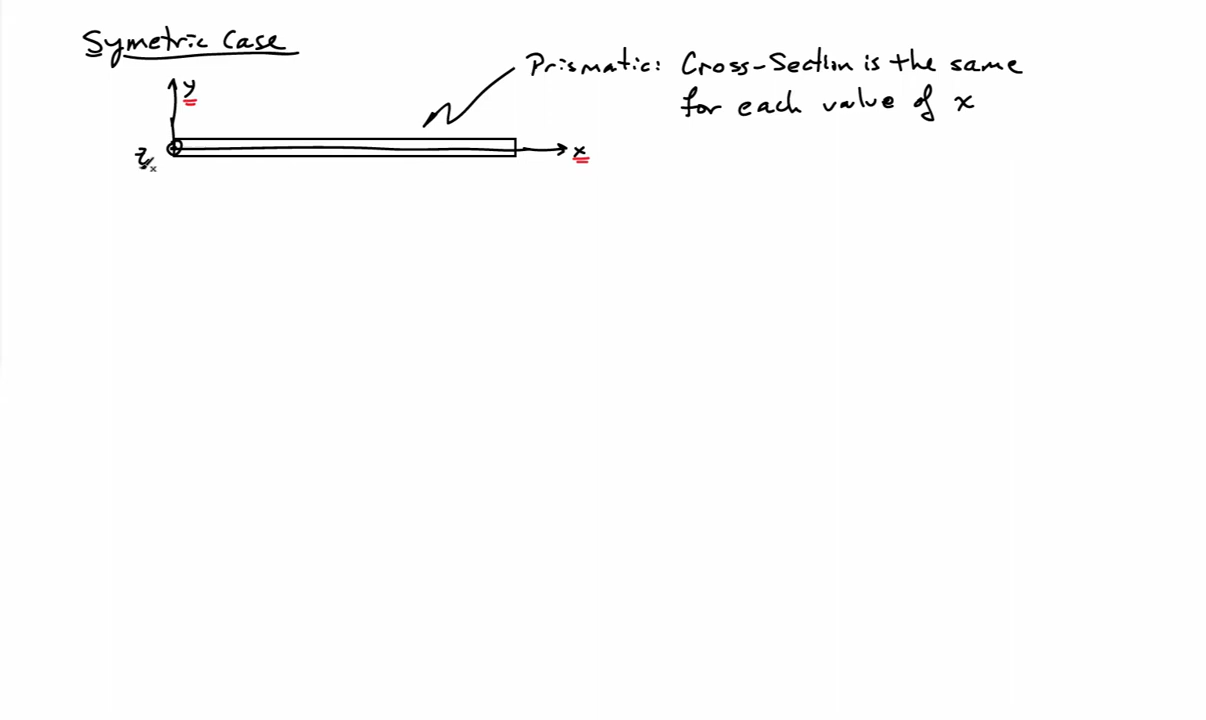 Symetric Case
Prismatic: Cross-Section is the same
for each value of x
y
x
z